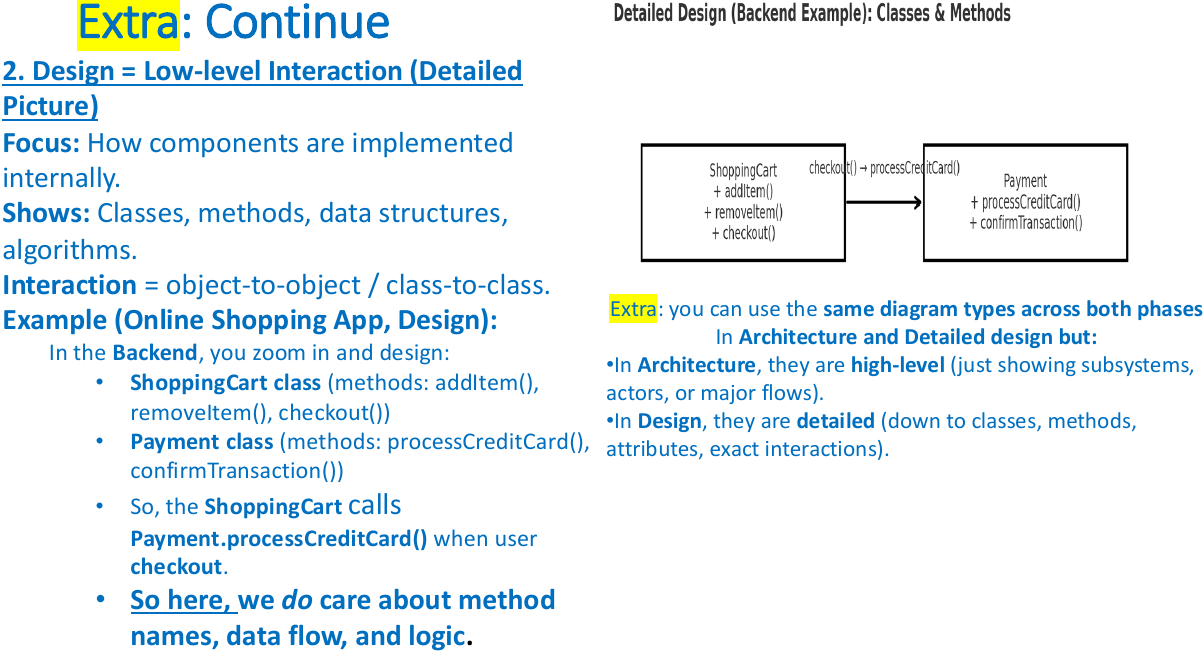 Extra: Continue
2. Design = Low-level Interaction (Detailed
Picture)
Focus: How components are implemented
internally.
Shows: Classes, methods, data structures,
algorithms.
Interaction = object-to-object / class-to-class.
Example (Online Shopping App, Design):
In the Backend, you zoom in and design:
• ShoppingCart class (methods: addItem(),
removeItem(), checkout())
• Payment class (methods: processCreditCard(),
confirmTransaction())
• So, the ShoppingCart calls
Payment.processCreditCard() when user
checkout.
• So here, we do care about method
names, data flow, and logic.
Detailed Design (Backend Example): Classes & Methods
ShoppingCart
+ addItem()
+ removeItem()
+ checkout()
checkout() → processCreditCard()
Payment
+ processCreditCard()
+ confirmTransaction()
Extra: you can use the same diagram types across both phases
In Architecture and Detailed design but:
•In Architecture, they are high-level (just showing subsystems,
actors, or major flows).
•In Design, they are detailed (down to classes, methods,
attributes, exact interactions).